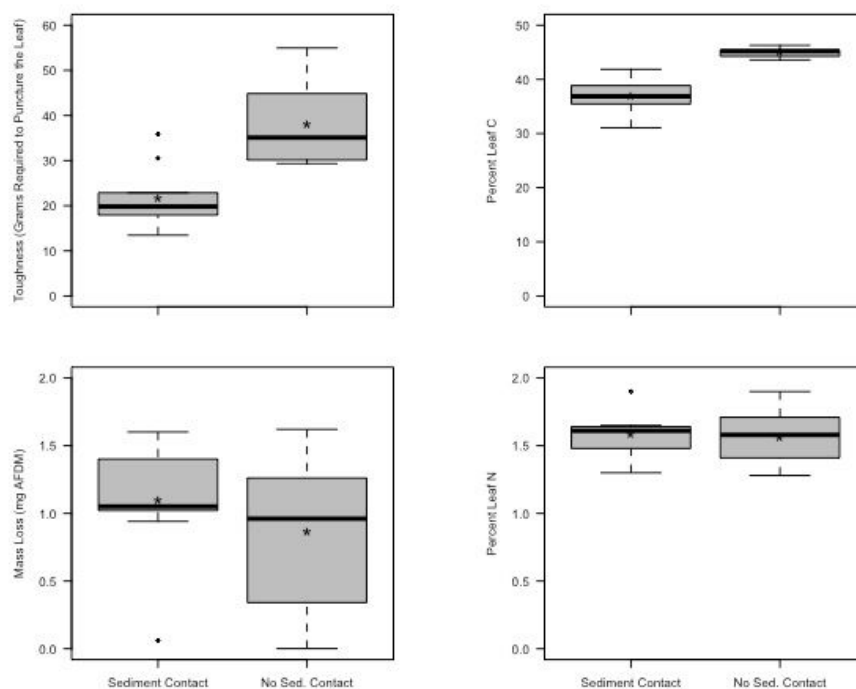 Toughness (Grams Required to Puncture the Leaf)
60
50
40
30
20
10
0
Percent Leaf C
50
40
30
20
10
0
Mass Loss (mg AFDM)
2.0
1.5
1.0
0.5
0.0
Sediment Contact
No Sed. Contact
Percent Leaf N
2.0
1.5
1.0
0.5
0.0
Sediment Contact
No Sed. Contact